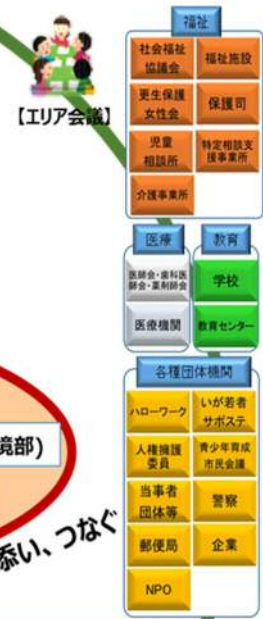 福祉
社会福祉
協議会
福祉施設
更生保護
女性会
保護司
児童
相談所
特定相談支
援事業所
介護事業所
【エリア会議】
医療
教育
医師会・歯科医
師会・薬剤師会
学校
医療機関
教育センター
各種団体機関
ハローワーク
いが若者
サポステ
人権擁護
委員
青少年育成
市民会議
当事者
団体等
警察
郵便局
企業
NPO
境部)
添い、つなぐ